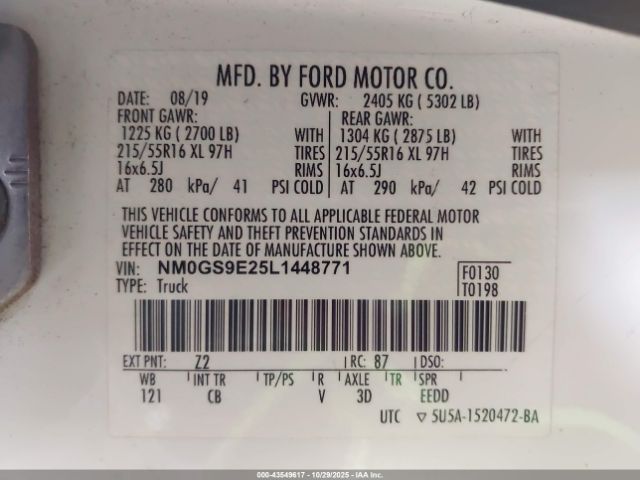 MFD. BY FORD MOTOR CO.
DATE: 08/19 GVWR: 2405 KG ( 5302 LB)
FRONT GAWR: REAR GAWR:
1225 KG ( 2700 LB) WITH 1304 KG ( 2875 LB) WITH
215/55R16 XL 97H TIRES 215/55R16 XL 97H TIRES
16x6.5J RIMS 16x6.5J RIMS
AT 280 kPa/ 41 PSI COLD AT 290 kPa/ 42 PSI COLD
THIS VEHICLE CONFORMS TO ALL APPLICABLE FEDERAL MOTOR
VEHICLE SAFETY AND THEFT PREVENTION STANDARDS IN
EFFECT ON THE DATE OF MANUFACTURE SHOWN ABOVE.
VIN: NM0GS9E25L1448771 F0130
TYPE: Truck T0198
EXT PNT: Z2 RC: 87 DSO:
WB INT TR TP/PS R AXLE TR SPR
121 CB V 3D EEDD
UTC ▽ 5U5A-1520472-BA
000-43549617 - 10/29/2025 - IAA Inc.